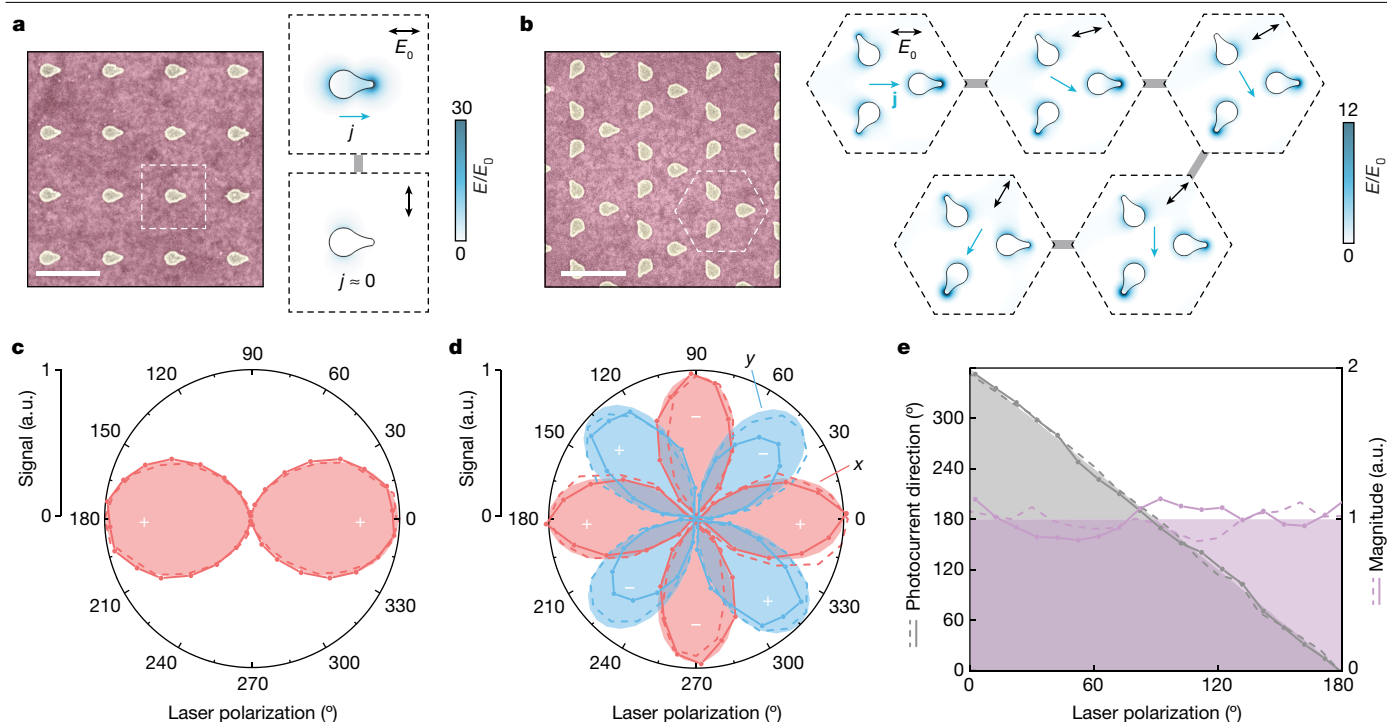 a
E₀
j
j ≈ 0
30
E/E₀
0
b
E₀
j
12
E/E₀
0
c
Signal (a.u.)
1
0
90
60
30
0
330
300
270
240
210
180
150
120
+
+
Laser polarization (º)
d
Signal (a.u.)
1
0
90
60
30
0
330
300
270
240
210
180
150
120
y
x
+
–
+
–
+
–
+
–
Laser polarization (º)
e
Photocurrent direction (º)
300
240
180
120
60
0
2
1
0
Magnitude (a.u.)
0
60
120
180
Laser polarization (º)